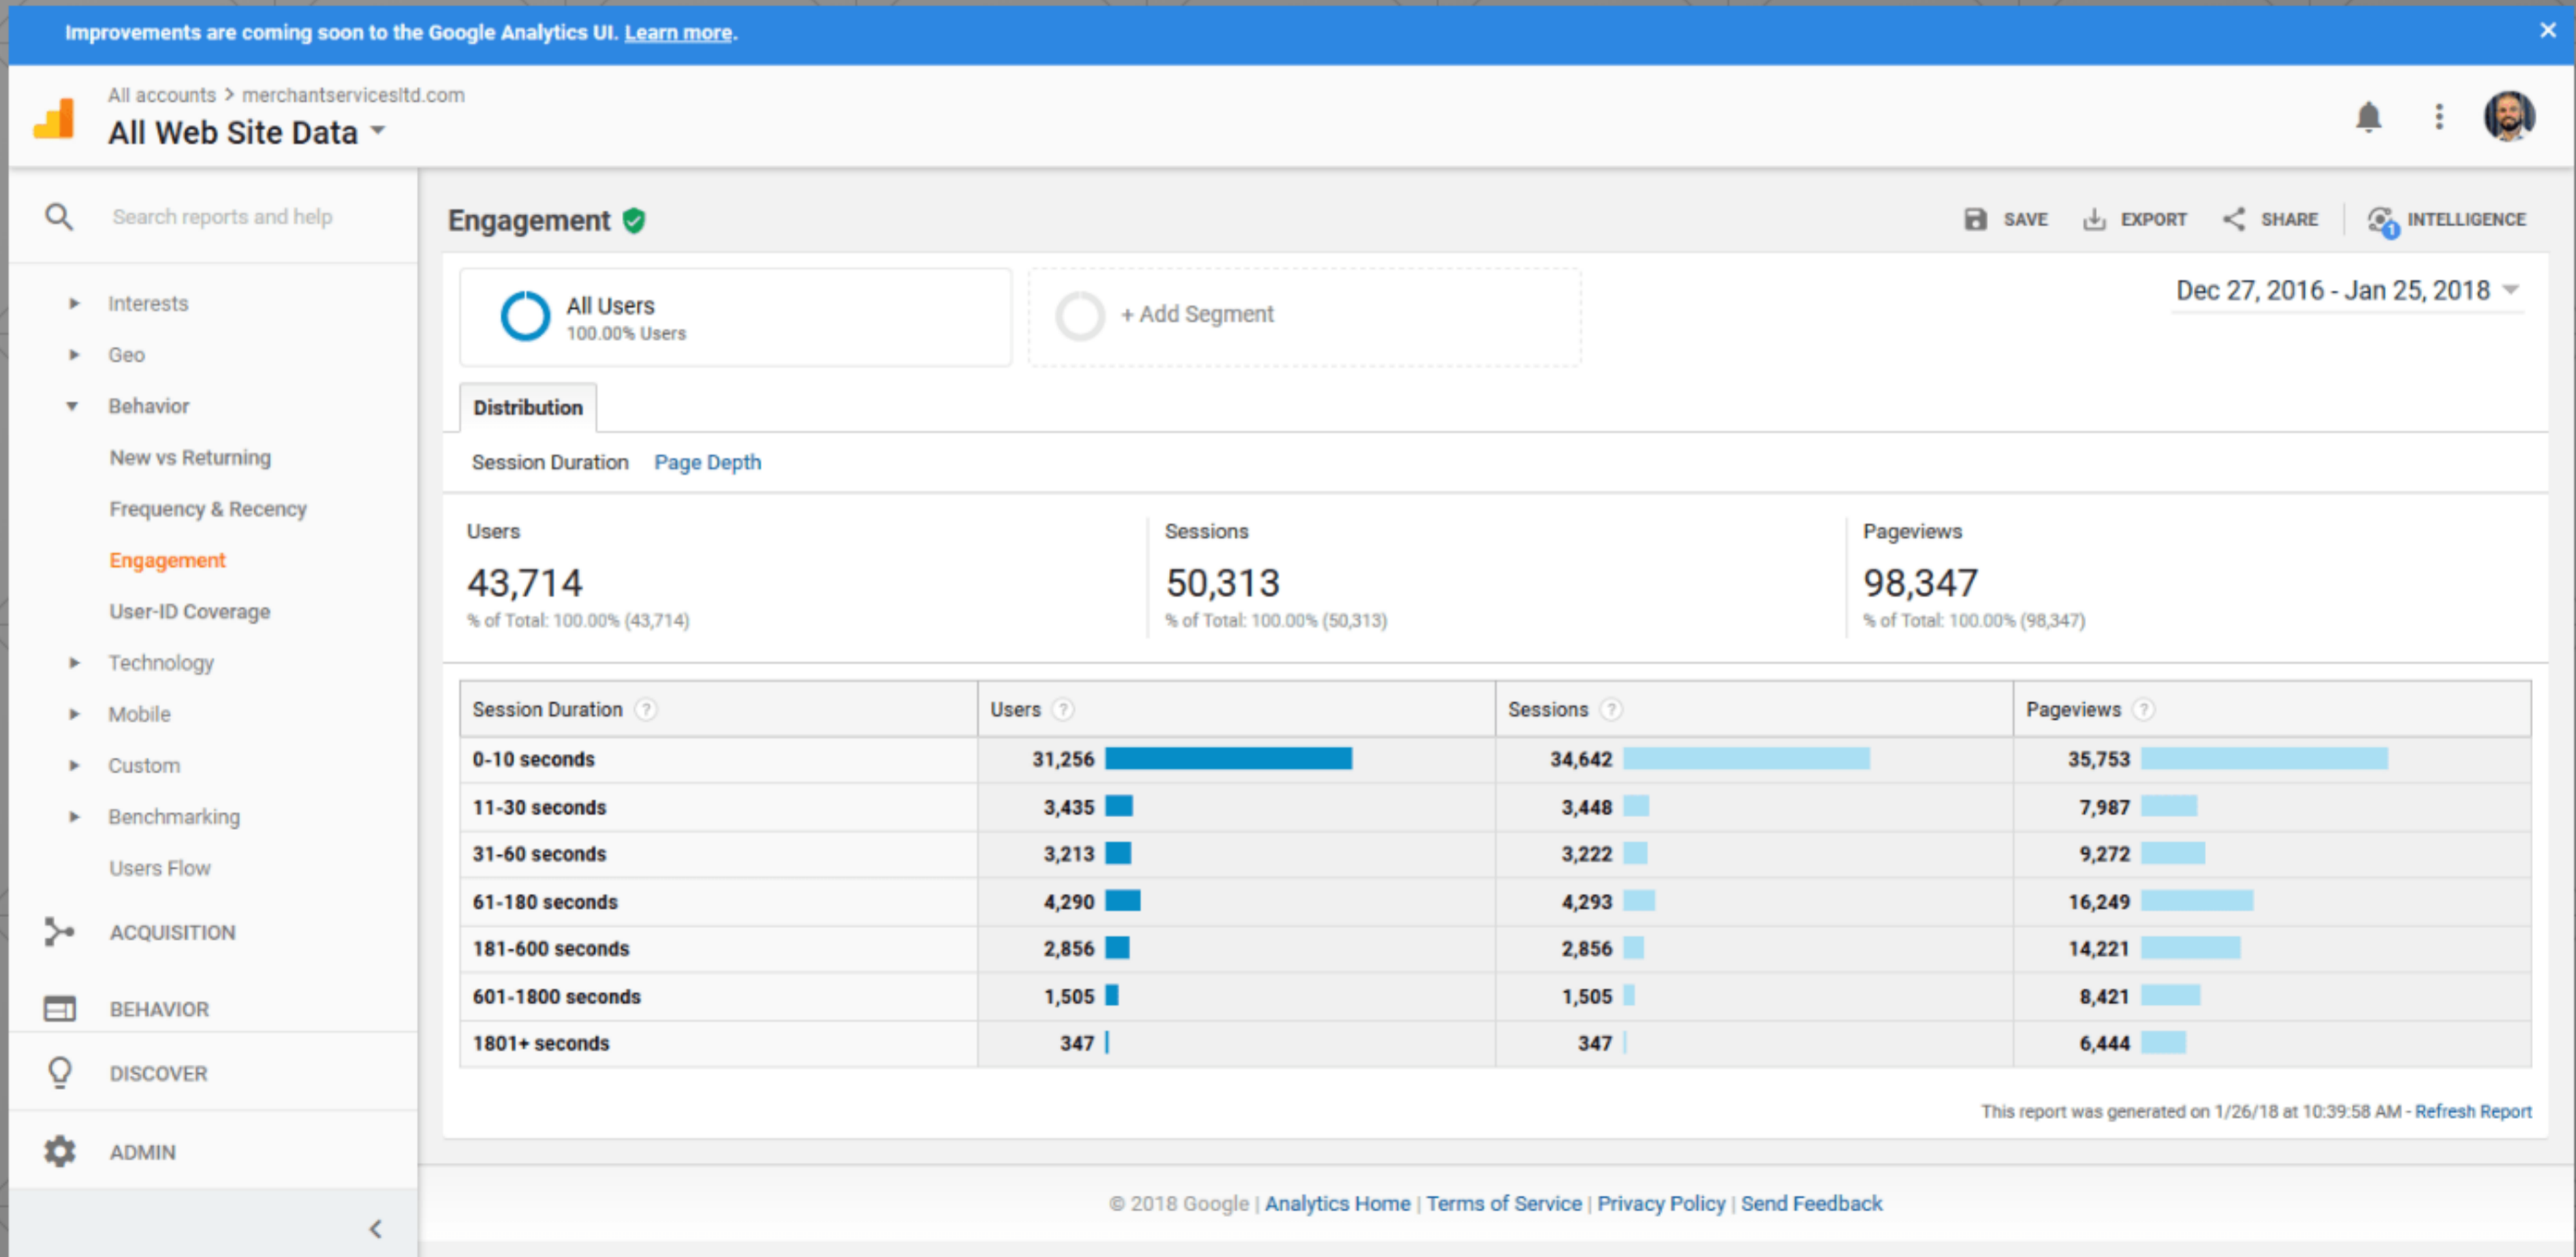 Improvements are coming soon to the Google Analytics UI. Learn more.
All accounts > merchantservicesltd.com
All Web Site Data
Search reports and help
Interests
Geo
Behavior
New vs Returning
Frequency & Recency
Engagement
User-ID Coverage
Technology
Mobile
Custom
Benchmarking
Users Flow
ACQUISITION
BEHAVIOR
DISCOVER
ADMIN
Engagement
SAVE EXPORT SHARE 1 INTELLIGENCE
All Users
100.00% Users
+ Add Segment
Dec 27, 2016 - Jan 25, 2018
Distribution
Session Duration Page Depth
Users Sessions Pageviews
43,714 50,313 98,347
% of Total: 100.00% (43,714) % of Total: 100.00% (50,313) % of Total: 100.00% (98,347)
Session Duration ? Users ? Sessions ? Pageviews ?
0-10 seconds 31,256 34,642 35,753
11-30 seconds 3,435 3,448 7,987
31-60 seconds 3,213 3,222 9,272
61-180 seconds 4,290 4,293 16,249
181-600 seconds 2,856 2,856 14,221
601-1800 seconds 1,505 1,505 8,421
1801+ seconds 347 347 6,444
This report was generated on 1/26/18 at 10:39:58 AM - Refresh Report
© 2018 Google | Analytics Home | Terms of Service | Privacy Policy | Send Feedback